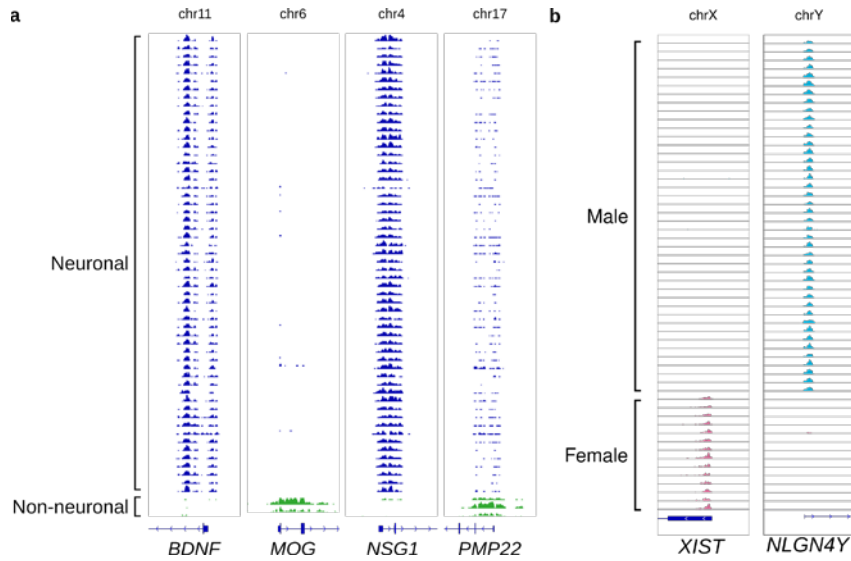 a
chr11 chr6 chr4 chr17
Neuronal
Non-neuronal
BDNF MOG NSG1 PMP22
b
chrX chrY
Male
Female
XIST NLGN4Y